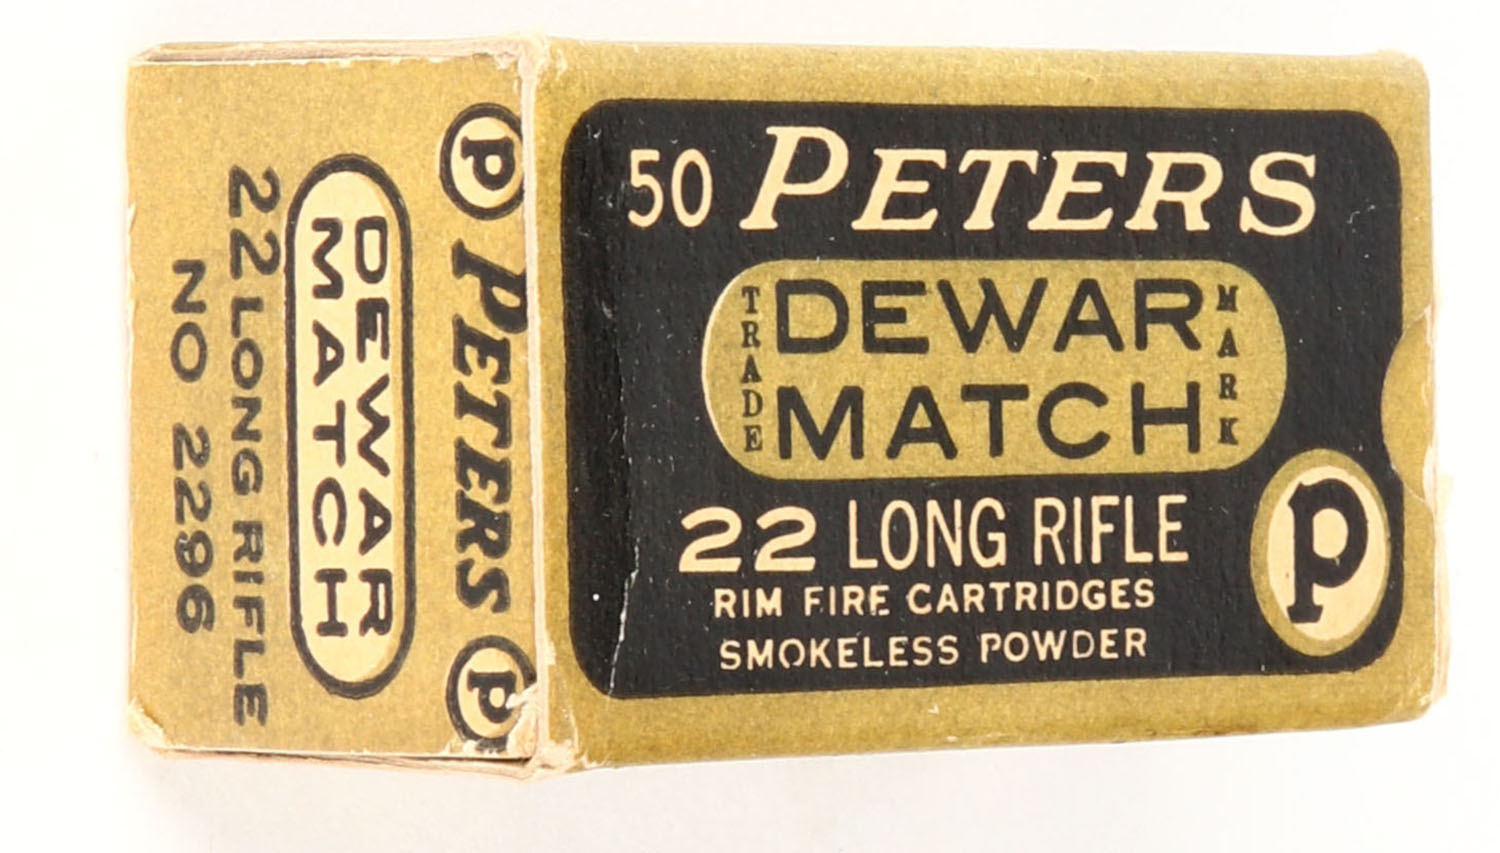 50 PETERS
TRADE DEWAR MARK
MATCH
22 LONG RIFLE
RIM FIRE CARTRIDGES
SMOKELESS POWDER
P
P PETERS P
DEWAR
MATCH
22 LONG RIFLE
NO 2296